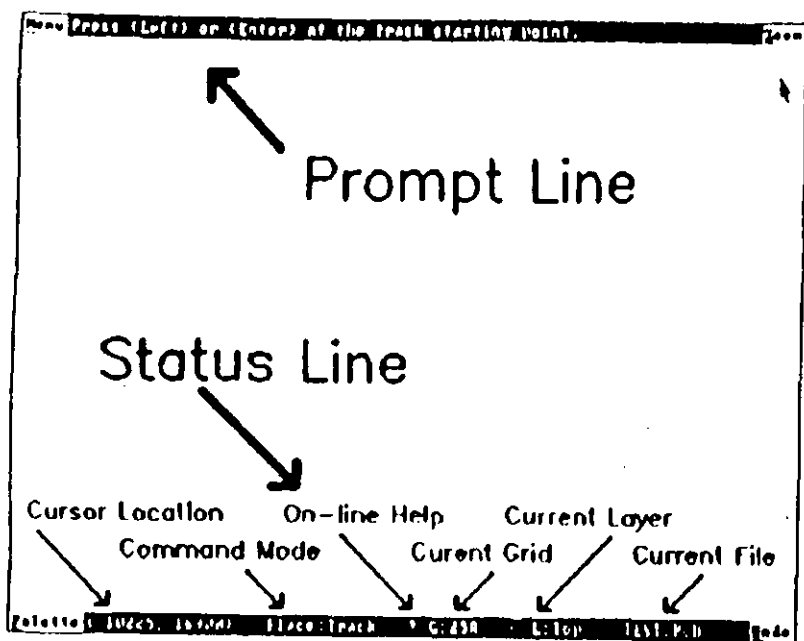 Menu Press (Left) or (Enter) at the track starting point. Zoom
Prompt Line
Status Line
Cursor Location On-line Help Current Layer
Command Mode Curent Grid Current File
Palette Place:Track ? L:Top